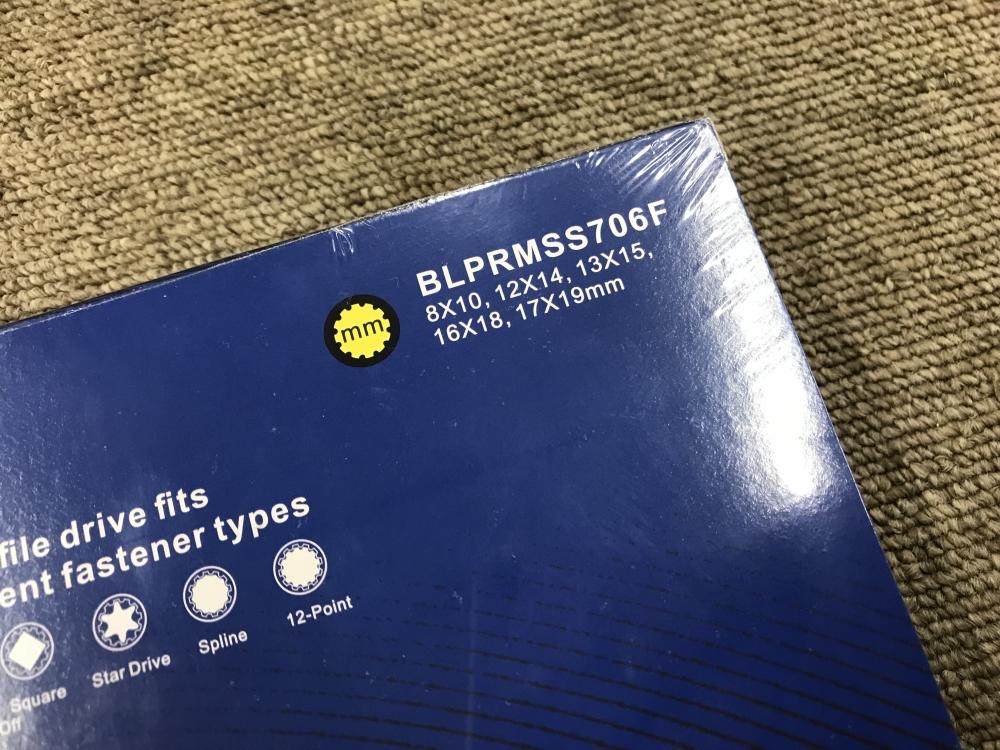 BLPRMSS706F
8X10, 12X14, 13X15,
16X18, 17X19mm
mm
file drive fits
ent fastener types
Square
Off
Star Drive
Spline
12-Point